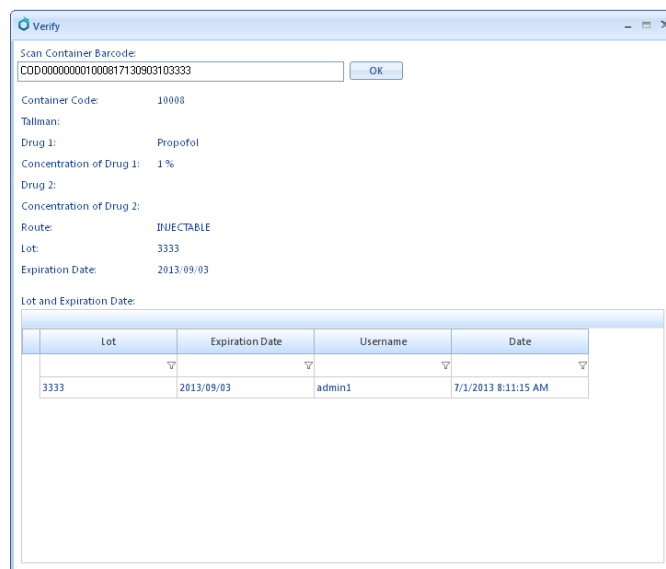 Verify
Scan Container Barcode:
COD000000001000817130903103333 OK
Container Code: 10008
Tallman:
Drug 1: Propofol
Concentration of Drug 1: 1 %
Drug 2:
Concentration of Drug 2:
Route: INJECTABLE
Lot: 3333
Expiration Date: 2013/09/03
Lot and Expiration Date:
Lot Expiration Date Username Date
3333 2013/09/03 admin1 7/1/2013 8:11:15 AM